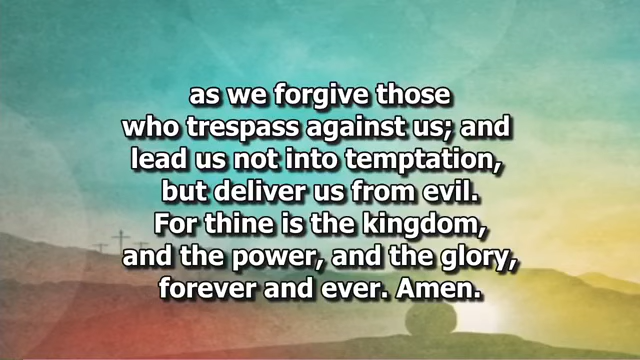 as we forgive those
who trespass against us; and
lead us not into temptation,
but deliver us from evil.
For thine is the kingdom,
and the power, and the glory,
forever and ever. Amen.